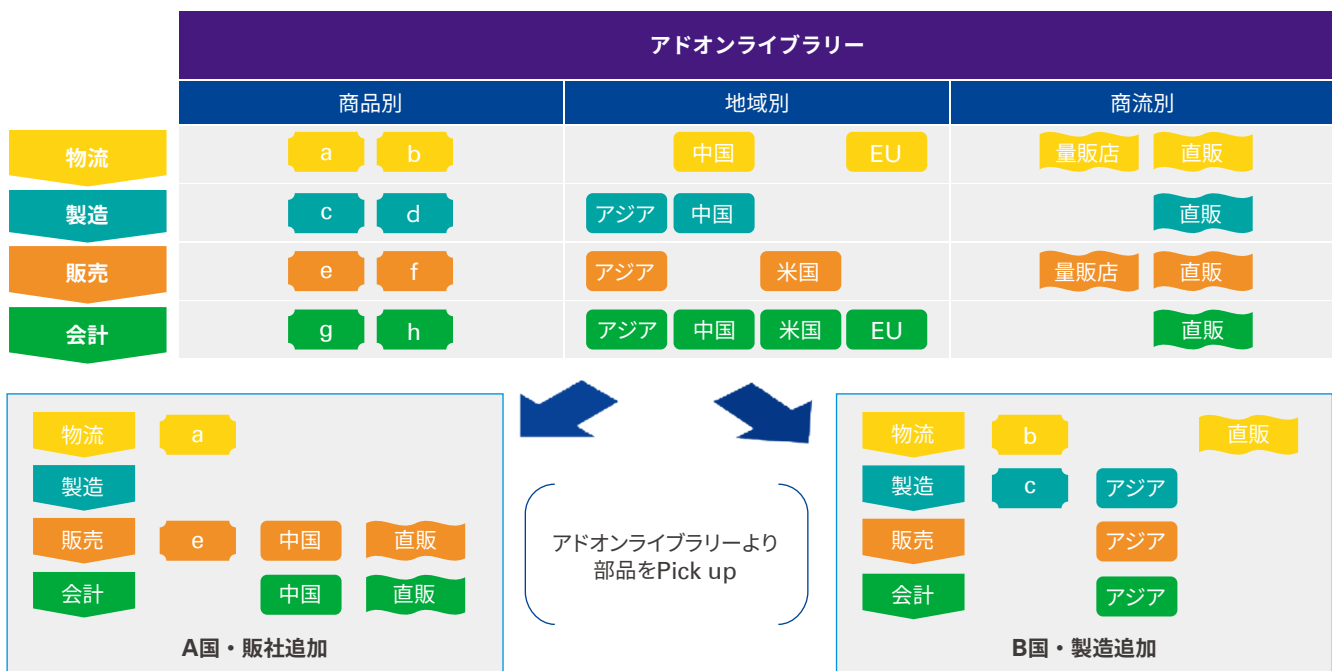 アドオンライブラリー
商品別 地域別 商流別
物流 a b 中国 EU 量販店 直販
製造 c d アジア 中国 直販
販売 e f アジア 米国 量販店 直販
会計 g h アジア 中国 米国 EU 直販
物流 a
製造
販売 e 中国 直販
会計 中国 直販
A国・販社追加
アドオンライブラリーより
部品をPick up
物流 b 直販
製造 c アジア
販売 アジア
会計 アジア
B国・製造追加